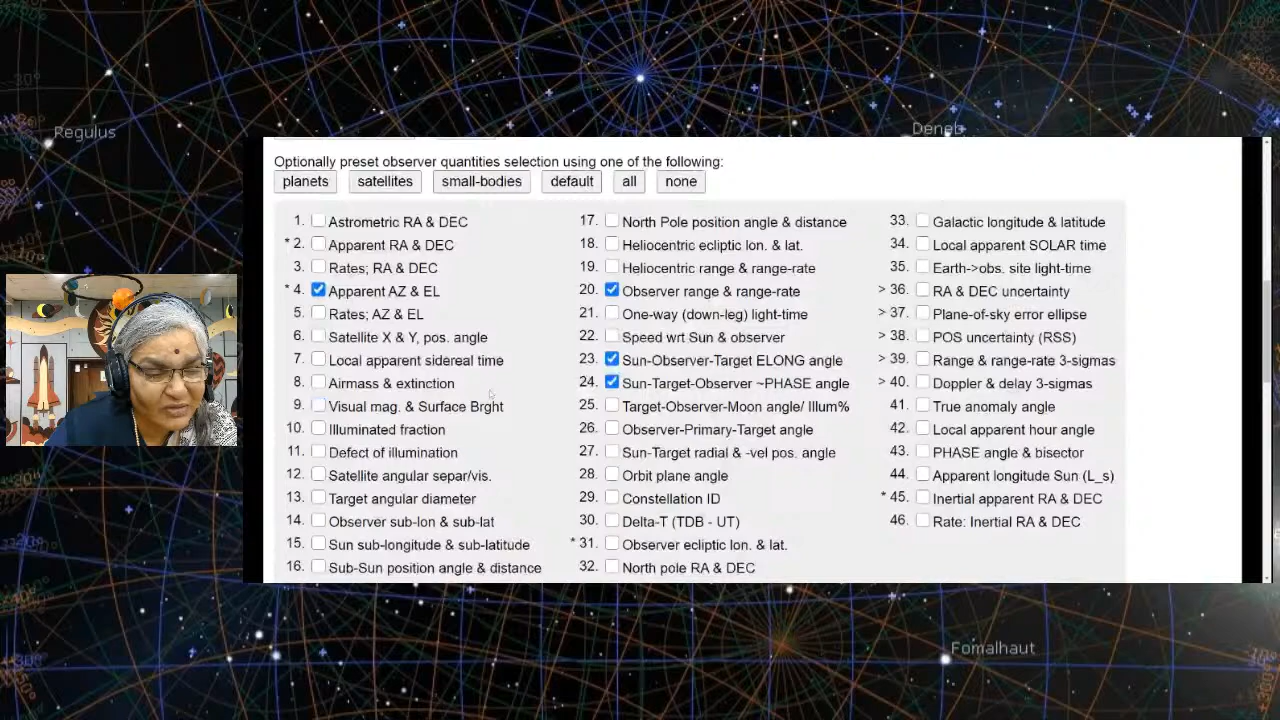 Regulus
Deneb
Optionally preset observer quantities selection using one of the following:
planets satellites small-bodies default all none
1. Astrometric RA & DEC
* 2. Apparent RA & DEC
3. Rates; RA & DEC
* 4. Apparent AZ & EL
5. Rates; AZ & EL
6. Satellite X & Y, pos. angle
7. Local apparent sidereal time
8. Airmass & extinction
9. Visual mag. & Surface Brght
10. Illuminated fraction
11. Defect of illumination
12. Satellite angular separ/vis.
13. Target angular diameter
14. Observer sub-lon & sub-lat
15. Sun sub-longitude & sub-latitude
16. Sub-Sun position angle & distance
17. North Pole position angle & distance
18. Heliocentric ecliptic lon. & lat.
19. Heliocentric range & range-rate
20. Observer range & range-rate
21. One-way (down-leg) light-time
22. Speed wrt Sun & observer
23. Sun-Observer-Target ELONG angle
24. Sun-Target-Observer ~PHASE angle
25. Target-Observer-Moon angle/ Illum%
26. Observer-Primary-Target angle
27. Sun-Target radial & -vel pos. angle
28. Orbit plane angle
29. Constellation ID
30. Delta-T (TDB - UT)
* 31. Observer ecliptic lon. & lat.
32. North pole RA & DEC
33. Galactic longitude & latitude
34. Local apparent SOLAR time
35. Earth->obs. site light-time
> 36. RA & DEC uncertainty
> 37. Plane-of-sky error ellipse
> 38. POS uncertainty (RSS)
> 39. Range & range-rate 3-sigmas
> 40. Doppler & delay 3-sigmas
41. True anomaly angle
42. Local apparent hour angle
43. PHASE angle & bisector
44. Apparent longitude Sun (L_s)
* 45. Inertial apparent RA & DEC
46. Rate: Inertial RA & DEC
Fomalhaut